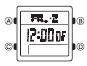 Ⓐ Ⓑ
FR. 2
12:00 DF
Ⓒ Ⓓ